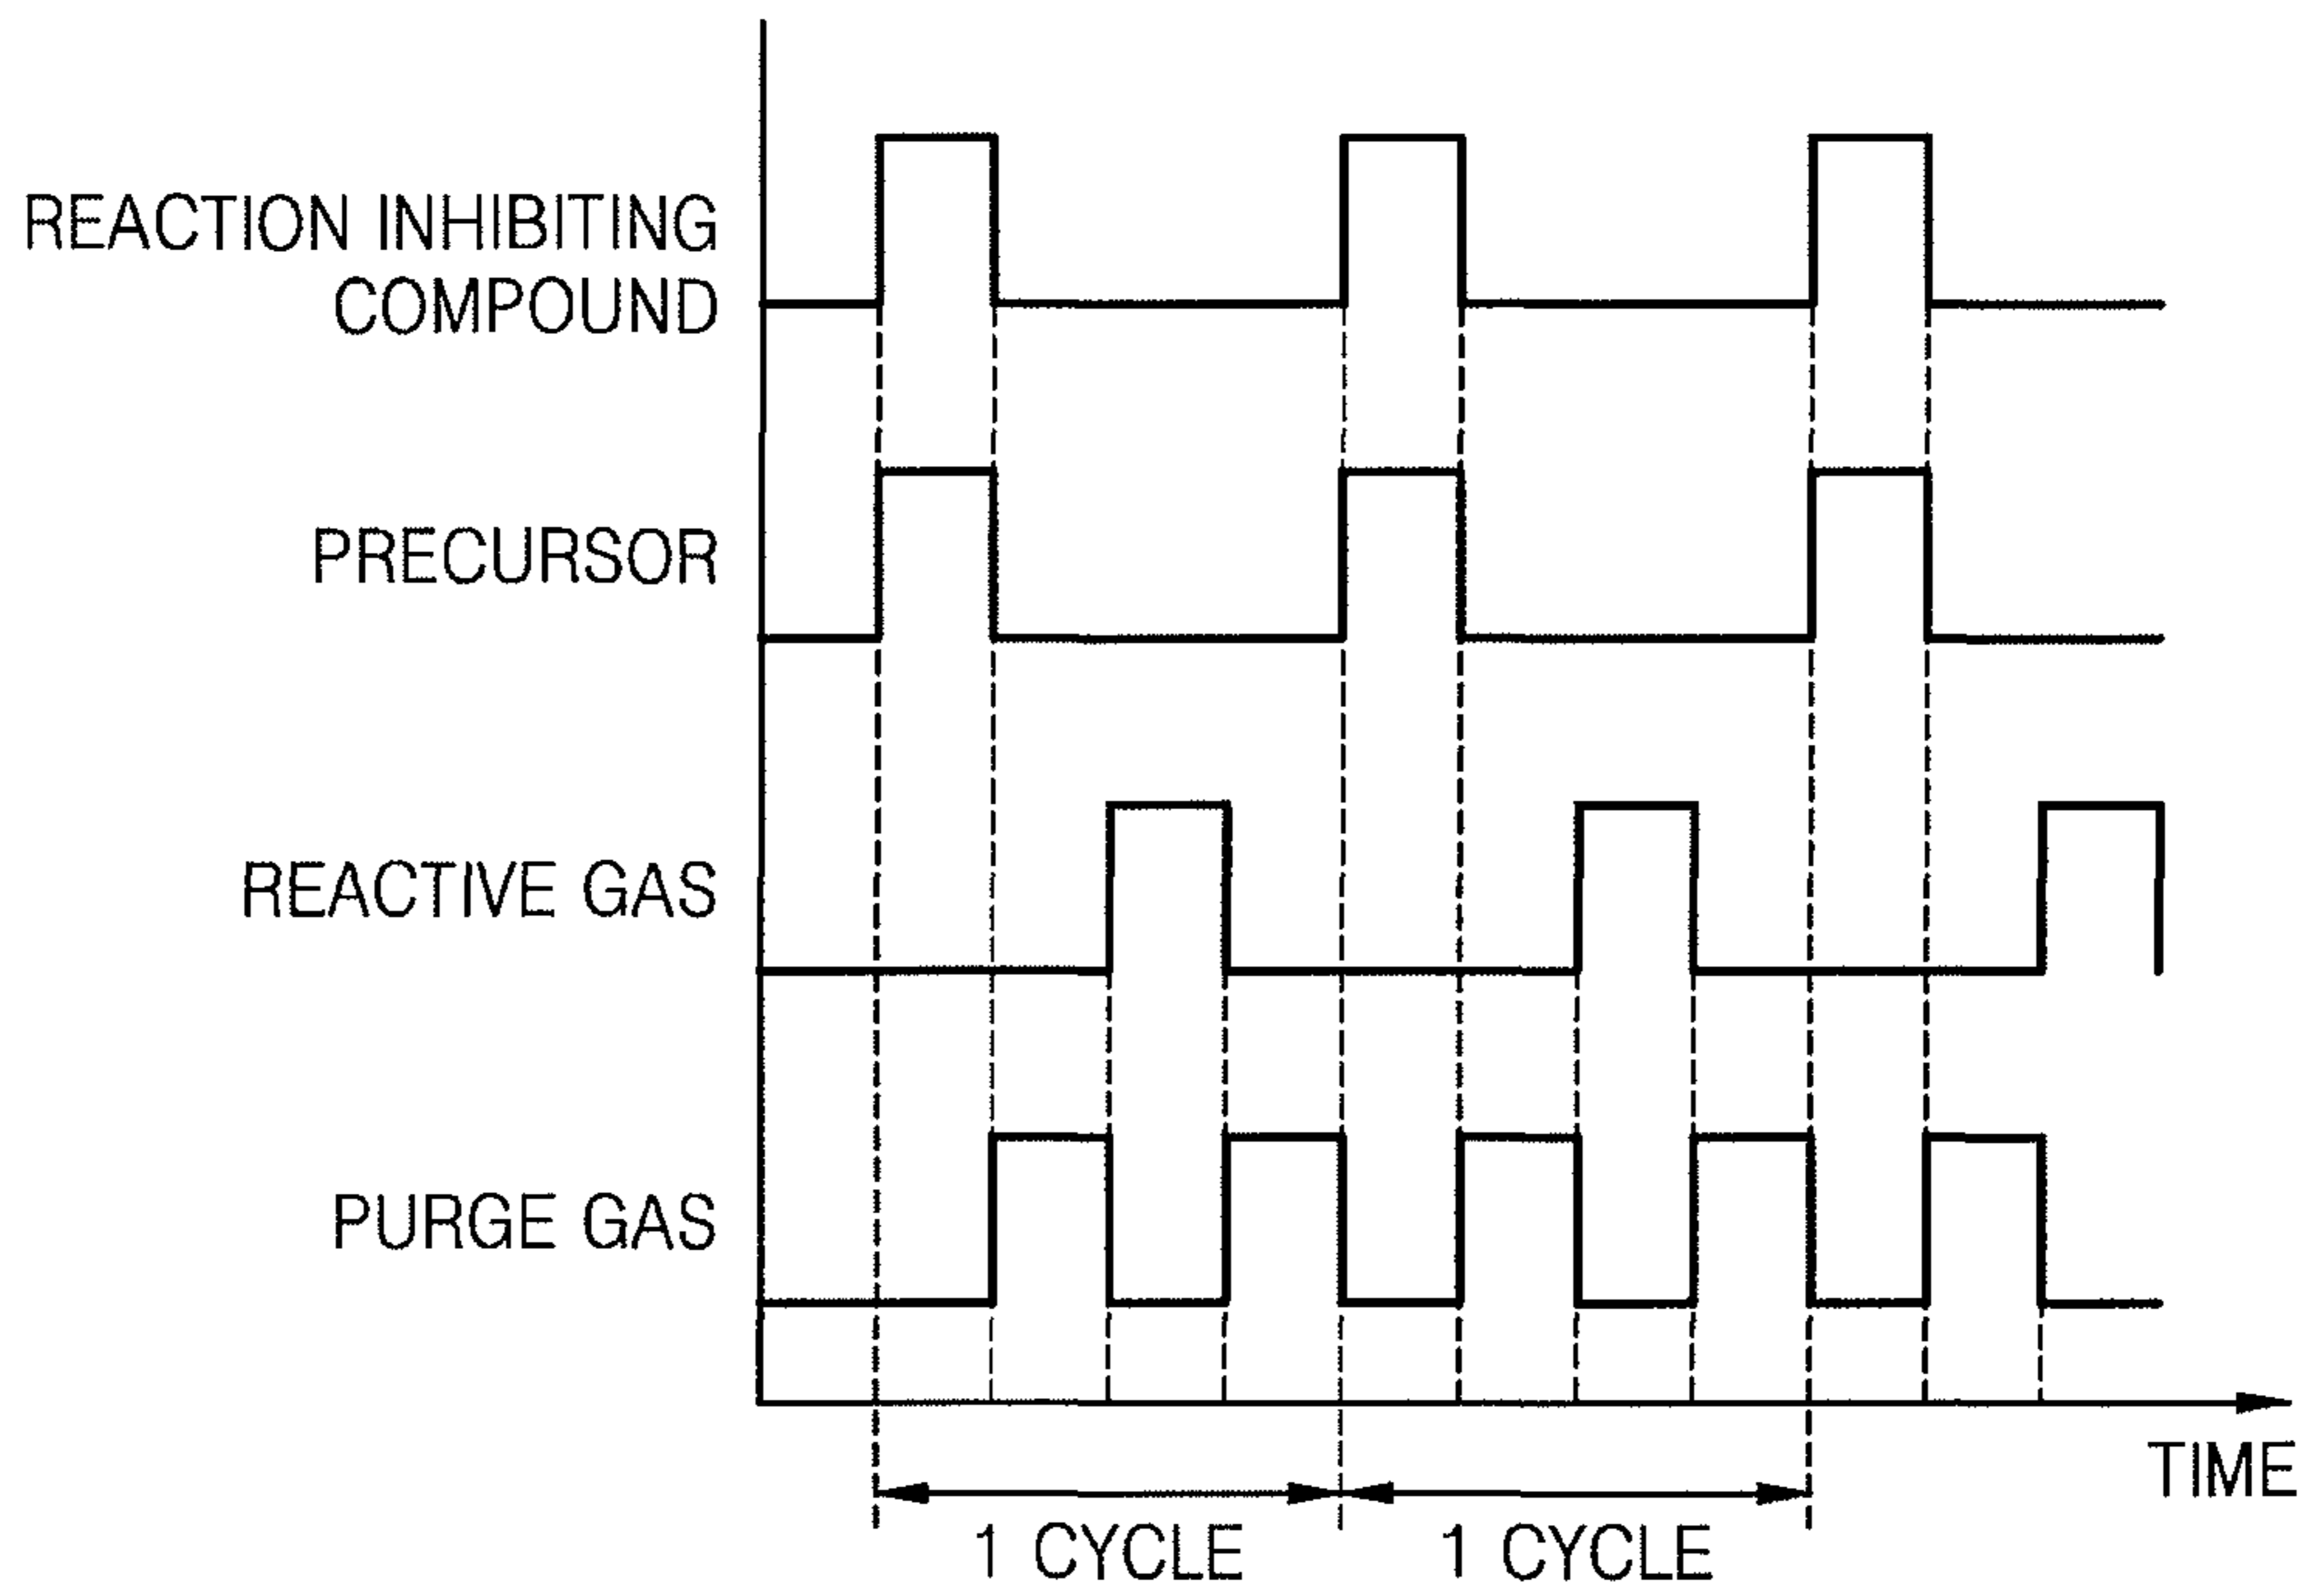 REACTION INHIBITING
COMPOUND
PRECURSOR
REACTIVE GAS
PURGE GAS
TIME
1 CYCLE
1 CYCLE